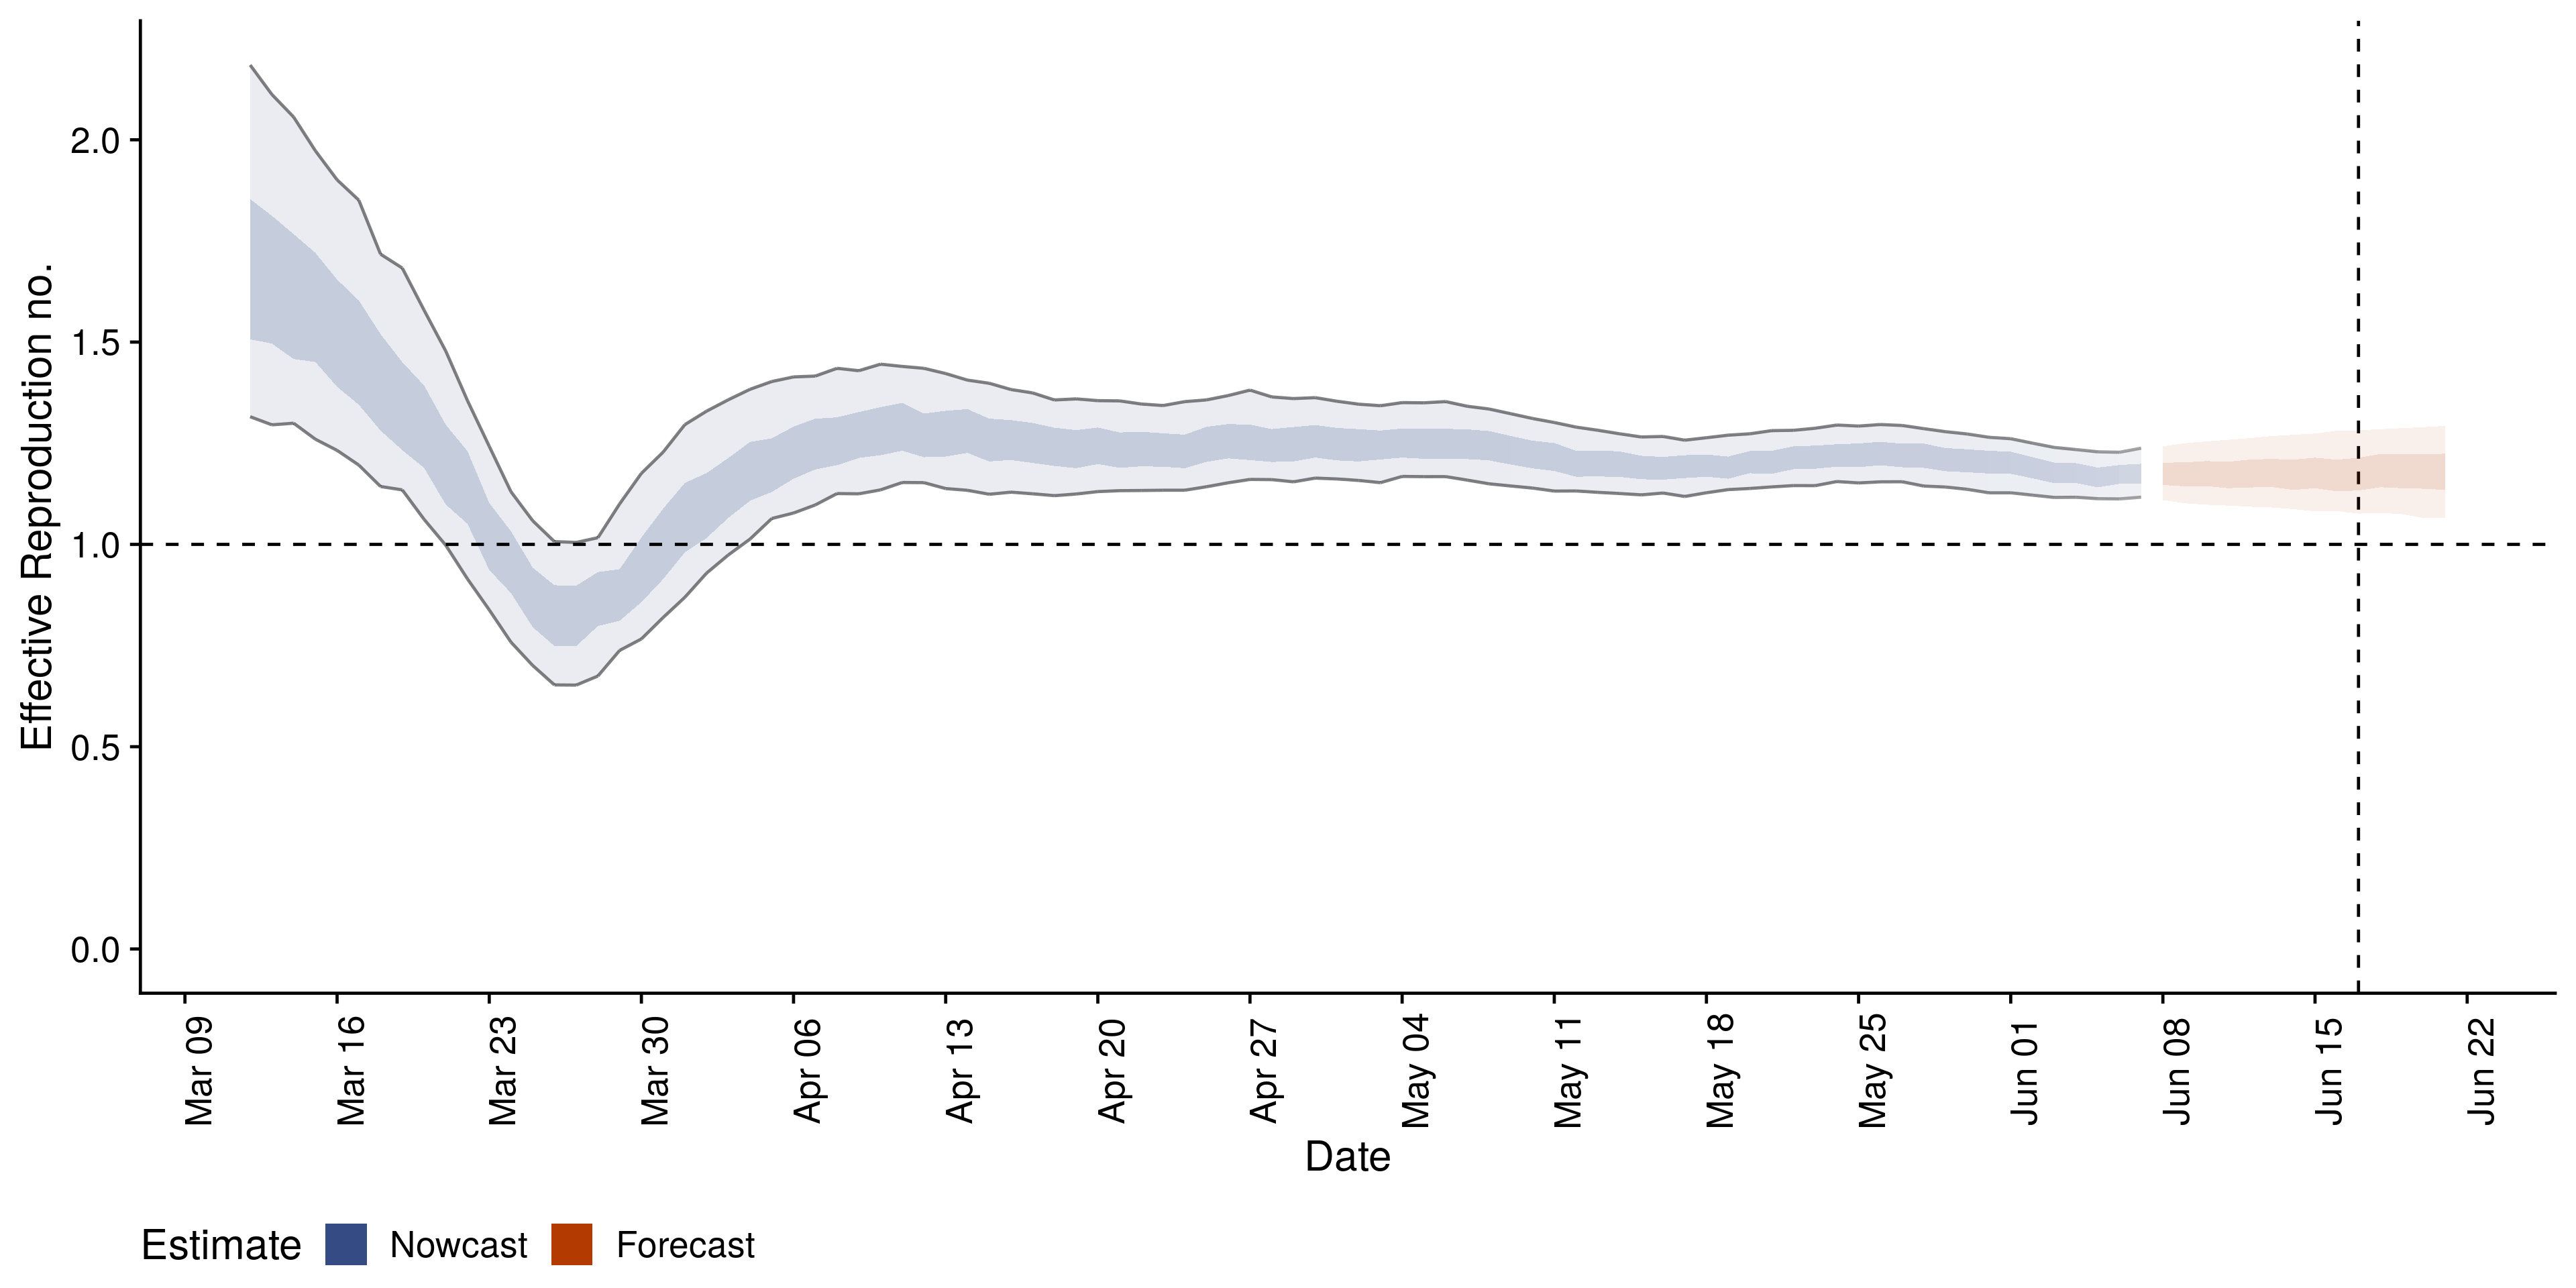 Effective Reproduction no.
2.0
1.5
1.0
0.5
0.0
Mar 09
Mar 16
Mar 23
Mar 30
Apr 06
Apr 13
Apr 20
Apr 27
May 04
May 11
May 18
May 25
Jun 01
Jun 08
Jun 15
Jun 22
Date
Estimate Nowcast Forecast